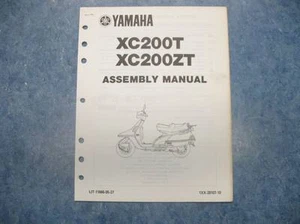 YAMAHA
XC200T
XC200ZT
ASSEMBLY MANUAL